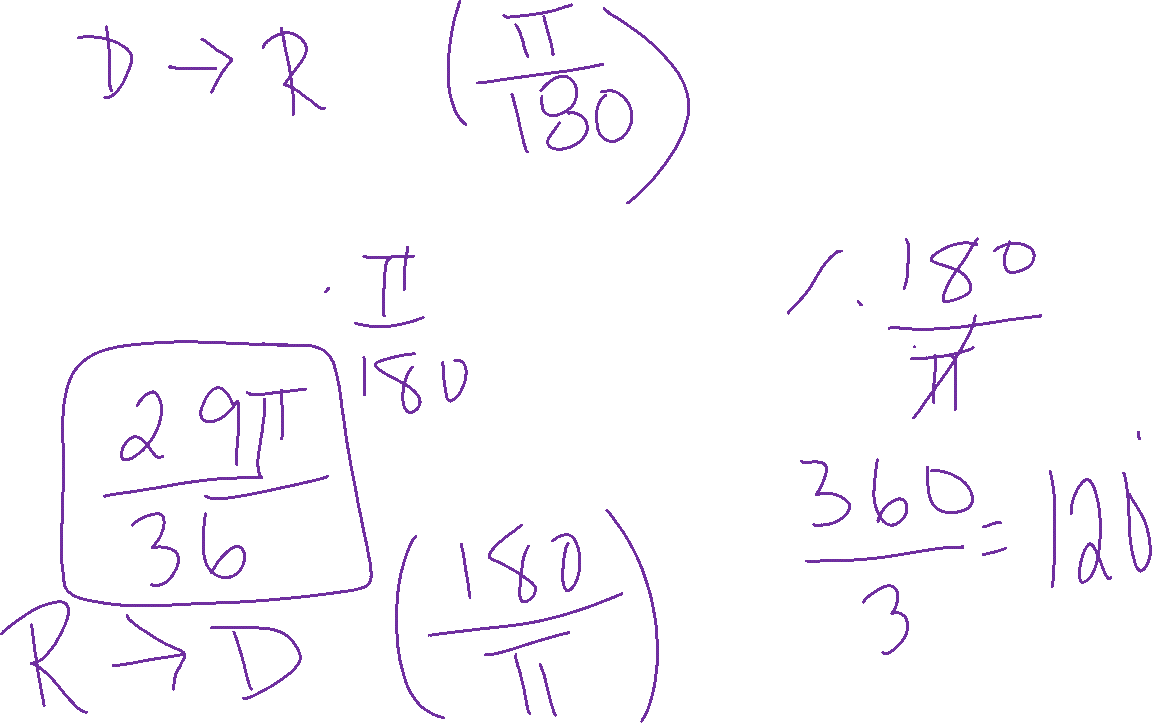 D → R (π/180)
· π/180
/ · 180/π
29π/36
360/3 = 120
R → D (180/π)